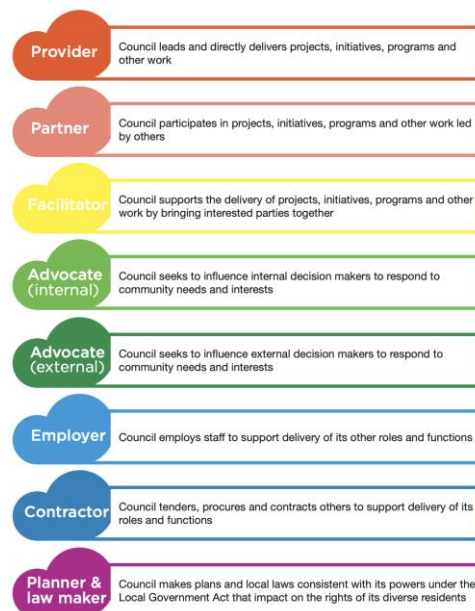 Provider
Council leads and directly delivers projects, initiatives, programs and
other work
Partner
Council participates in projects, initiatives, programs and other work led
by others
Facilitator
Council supports the delivery of projects, initiatives, programs and other
work by bringing interested parties together
Advocate
(internal)
Council seeks to influence internal decision makers to respond to
community needs and interests
Advocate
(external)
Council seeks to influence external decision makers to respond to
community needs and interests
Employer
Council employs staff to support delivery of its other roles and functions
Contractor
Council tenders, procures and contracts others to support delivery of its
roles and functions
Planner &
law maker
Council makes plans and local laws consistent with its powers under the
Local Government Act that impact on the rights of its diverse residents